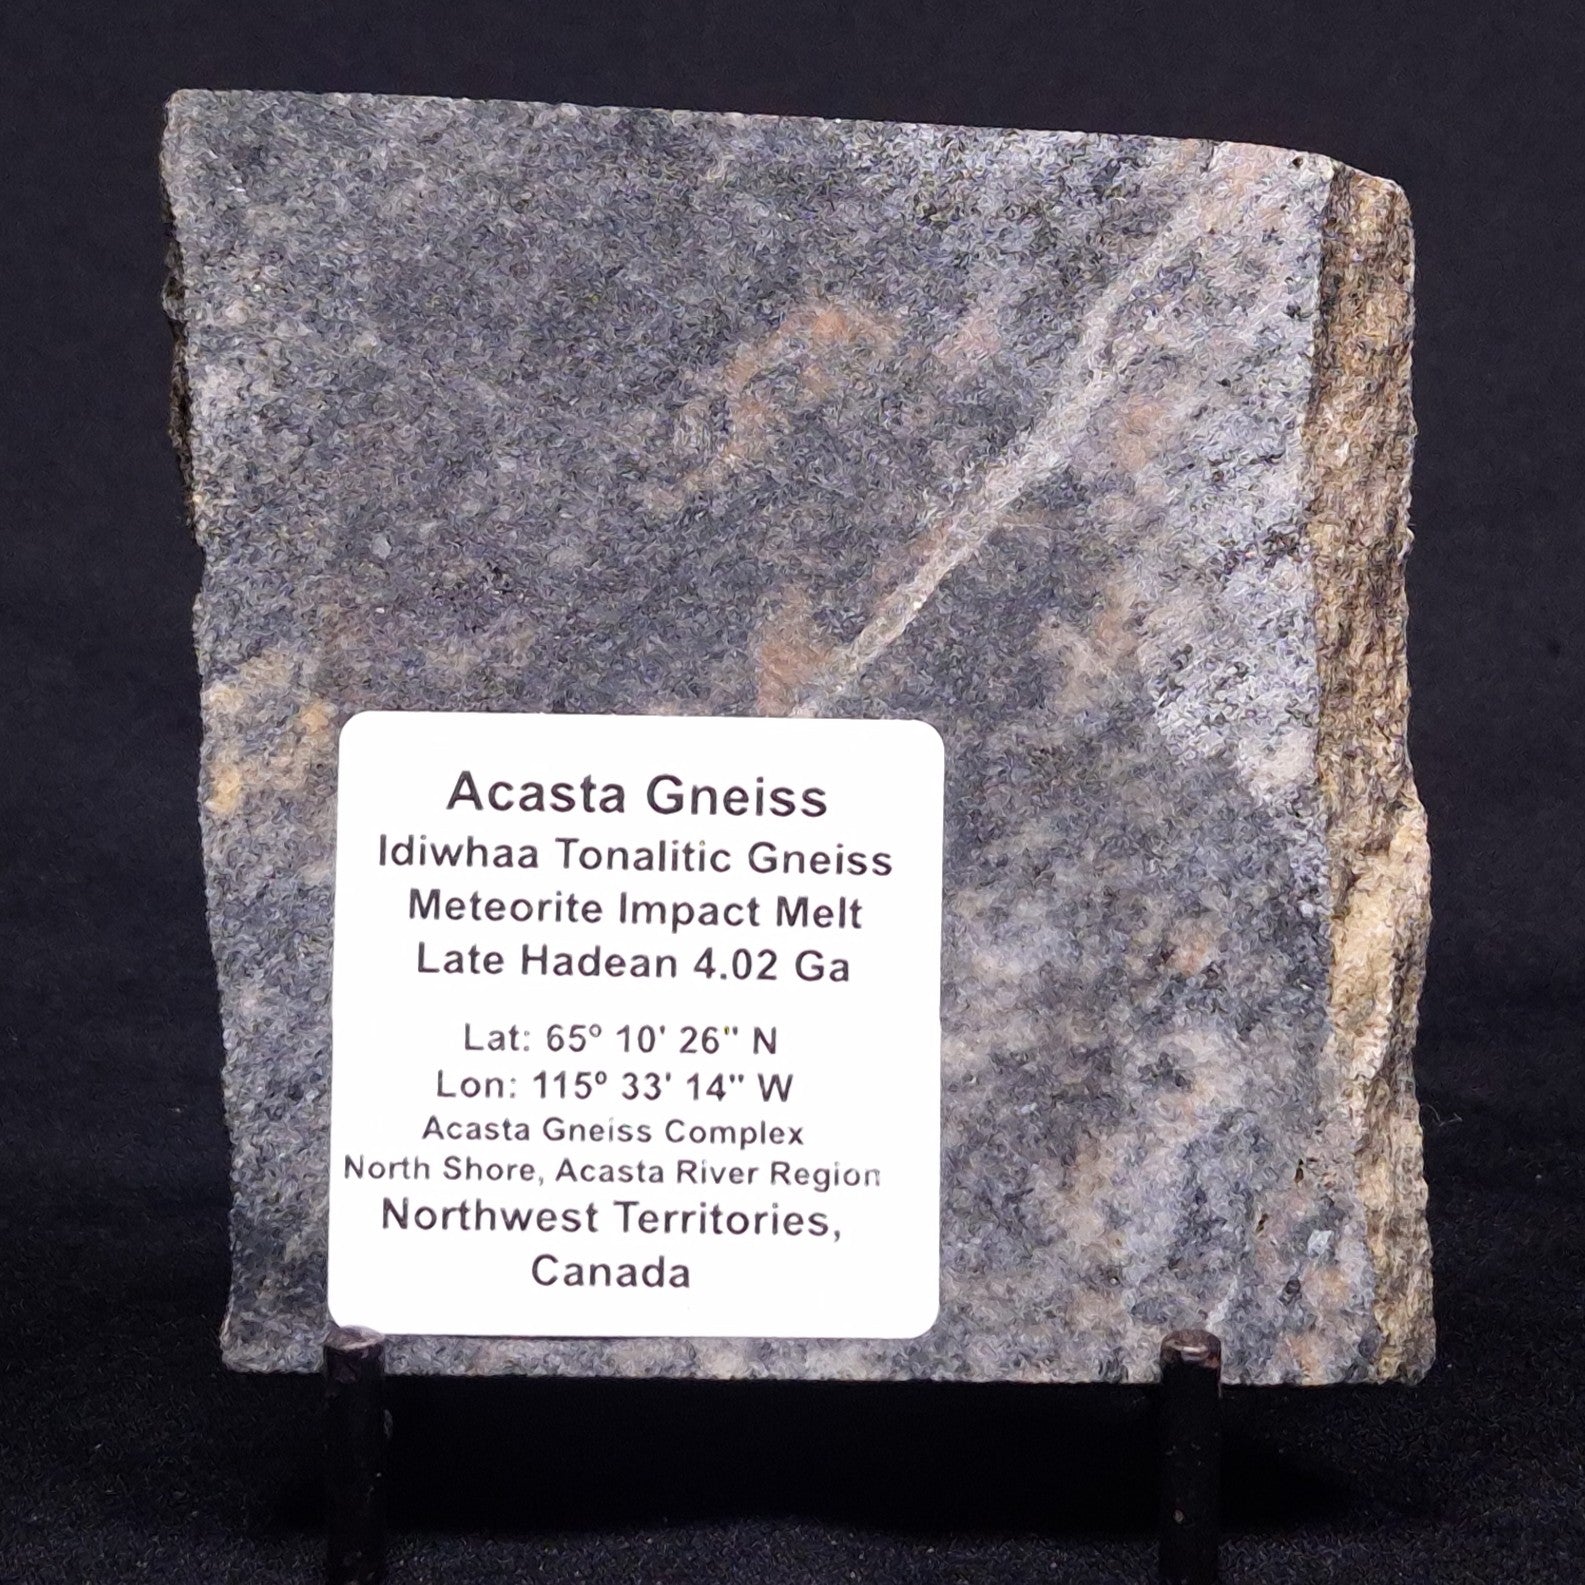 Acasta Gneiss
Idiwhaa Tonalitic Gneiss
Meteorite Impact Melt
Late Hadean 4.02 Ga
Lat: 65º 10' 26" N
Lon: 115º 33' 14" W
Acasta Gneiss Complex
North Shore, Acasta River Region
Northwest Territories,
Canada